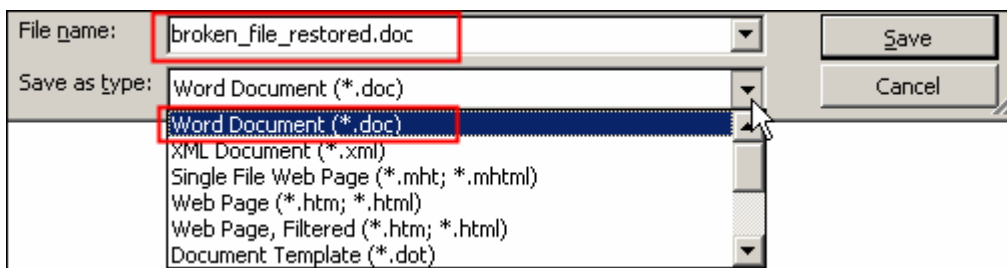 File name: broken_file_restored.doc Save
Save as type: Word Document (*.doc) Cancel
Word Document (*.doc)
XML Document (*.xml)
Single File Web Page (*.mht; *.mhtml)
Web Page (*.htm; *.html)
Web Page, Filtered (*.htm; *.html)
Document Template (*.dot)